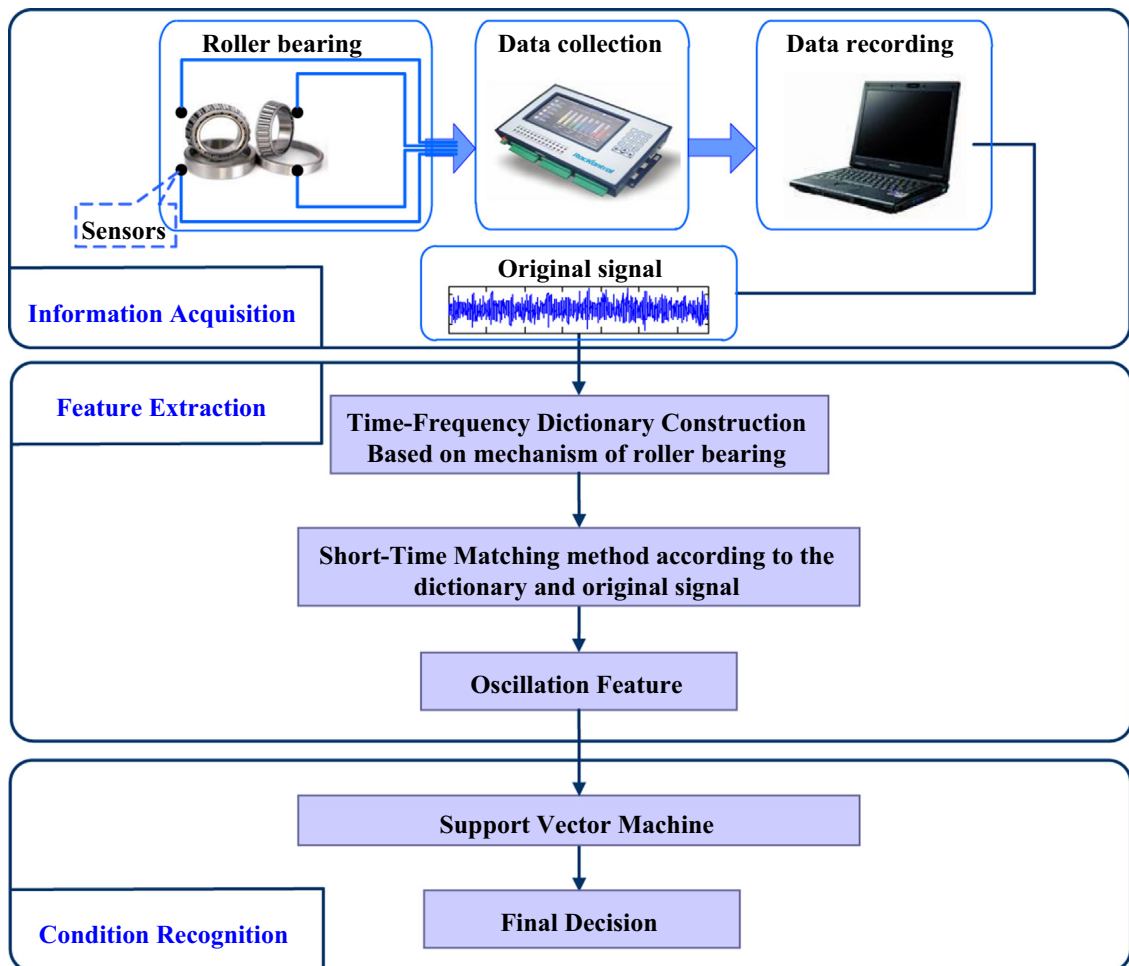 Roller bearing
Data collection
Data recording
Sensors
Original signal
Information Acquisition
Feature Extraction
Time-Frequency Dictionary Construction
Based on mechanism of roller bearing
Short-Time Matching method according to the
dictionary and original signal
Oscillation Feature
Support Vector Machine
Final Decision
Condition Recognition